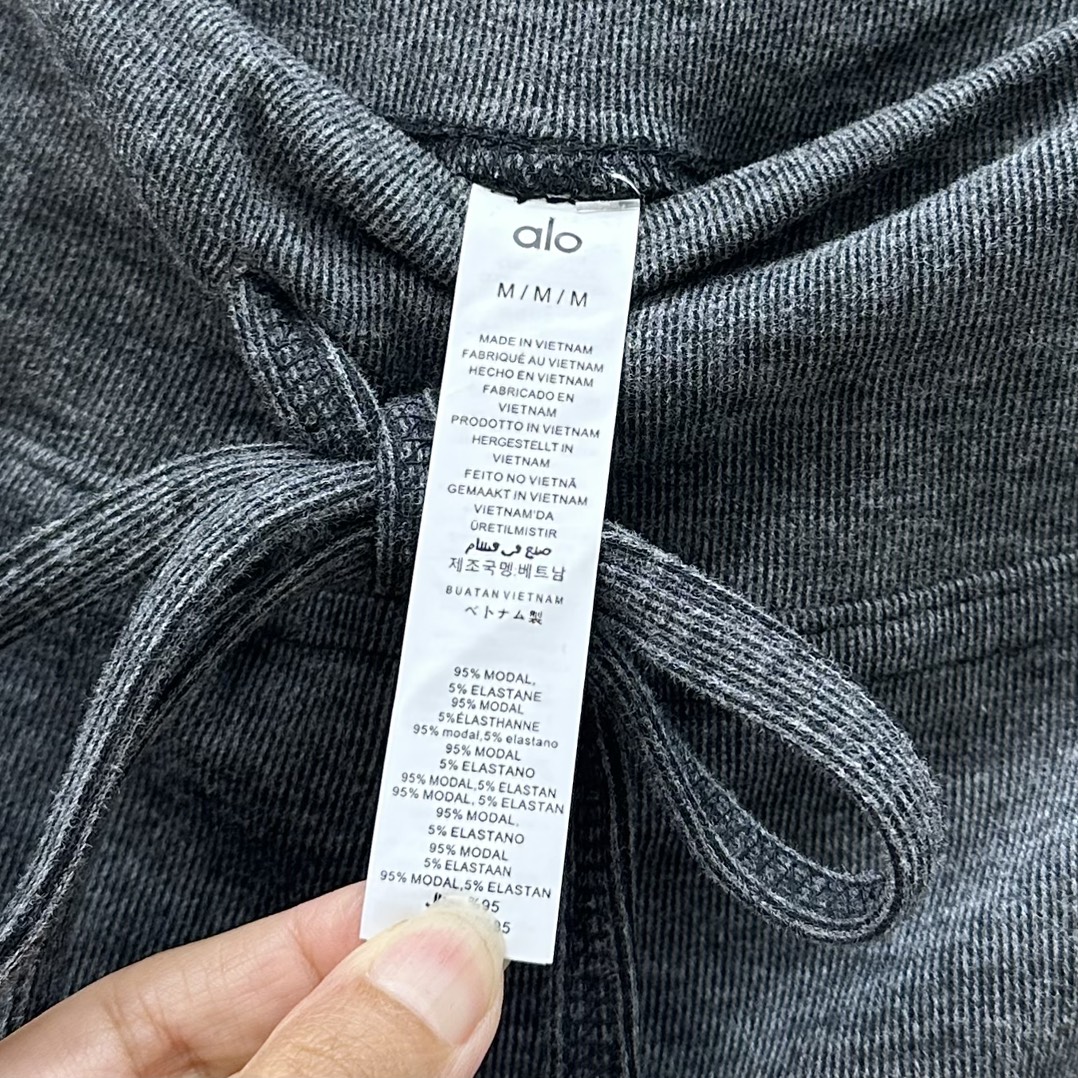 alo
M / M / M
MADE IN VIETNAM
FABRIQUÉ AU VIETNAM
HECHO EN VIETNAM
FABRICADO EN
VIETNAM
PRODOTTO IN VIETNAM
HERGESTELLT IN
VIETNAM
FEITO NO VIETNÃ
GEMAAKT IN VIETNAM
VIETNAM'DA
ÜRETILMISTIR
صنع في فيتنام
제조국멩.베트남
BUATAN VIETNAM
ベトナム製
95% MODAL,
5% ELASTANE
95% MODAL
5%ÉLASTHANNE
95% modal,5% elastano
95% MODAL
5% ELASTANO
95% MODAL,5% ELASTAN
95% MODAL, 5% ELASTAN
95% MODAL,
5% ELASTANO
95% MODAL
5% ELASTAAN
95% MODAL,5% ELASTAN
%95